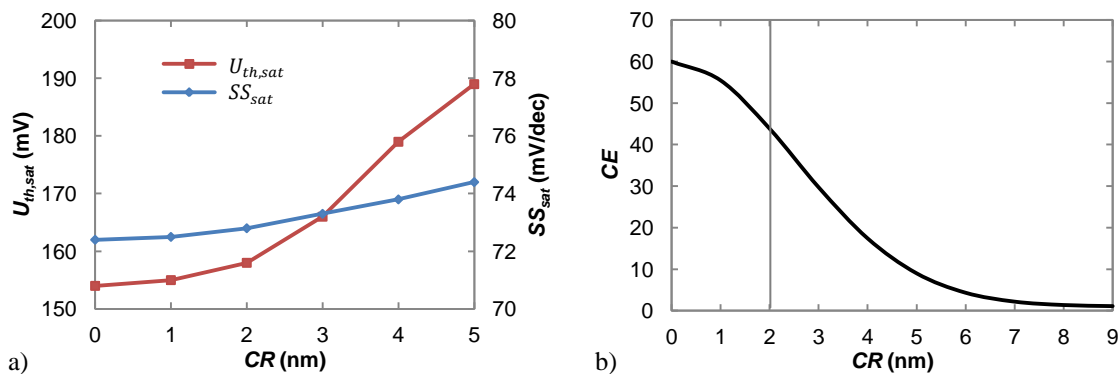 a)
U_th,sat (mV)
200
190
180
170
160
150
U_th,sat
SS_sat
80
78
76
74
72
70
SS_sat (mV/dec)
0 1 2 3 4 5
CR (nm)
b)
CE
70
60
50
40
30
20
10
0
0 1 2 3 4 5 6 7 8 9
CR (nm)